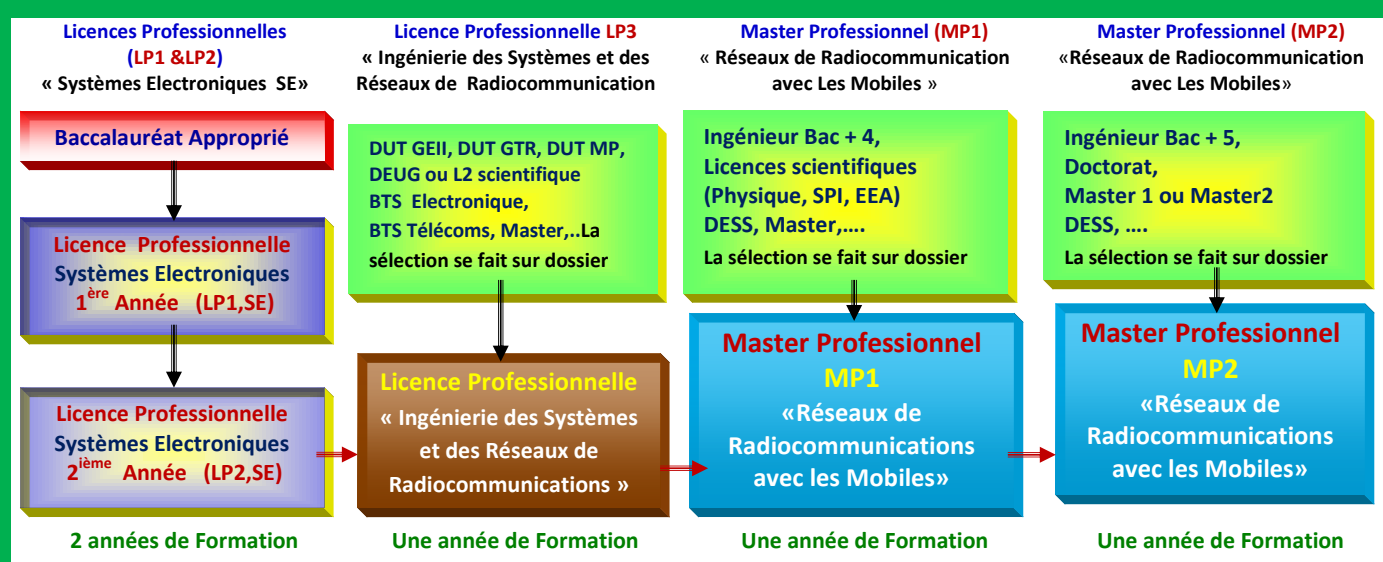 Licences Professionnelles
(LP1 &LP2)
« Systèmes Electroniques SE»
Baccalauréat Approprié
Licence Professionnelle
Systèmes Electroniques
1ère Année (LP1,SE)
Licence Professionnelle
Systèmes Electroniques
2ième Année (LP2,SE)
2 années de Formation
Licence Professionnelle LP3
« Ingénierie des Systèmes et des
Réseaux de Radiocommunication
DUT GEII, DUT GTR, DUT MP,
DEUG ou L2 scientifique
BTS Electronique,
BTS Télécoms, Master,..La
sélection se fait sur dossier
Licence Professionnelle
« Ingénierie des Systèmes
et des Réseaux de
Radiocommunications »
Une année de Formation
Master Professionnel (MP1)
« Réseaux de Radiocommunication
avec Les Mobiles »
Ingénieur Bac + 4,
Licences scientifiques
(Physique, SPI, EEA)
DESS, Master,....
La sélection se fait sur dossier
Master Professionnel
MP1
«Réseaux de
Radiocommunications
avec les Mobiles»
Une année de Formation
Master Professionnel (MP2)
«Réseaux de Radiocommunication
avec Les Mobiles»
Ingénieur Bac + 5,
Doctorat,
Master 1 ou Master2
DESS, ....
La sélection se fait sur dossier
Master Professionnel
MP2
«Réseaux de
Radiocommunications
avec les Mobiles»
Une année de Formation